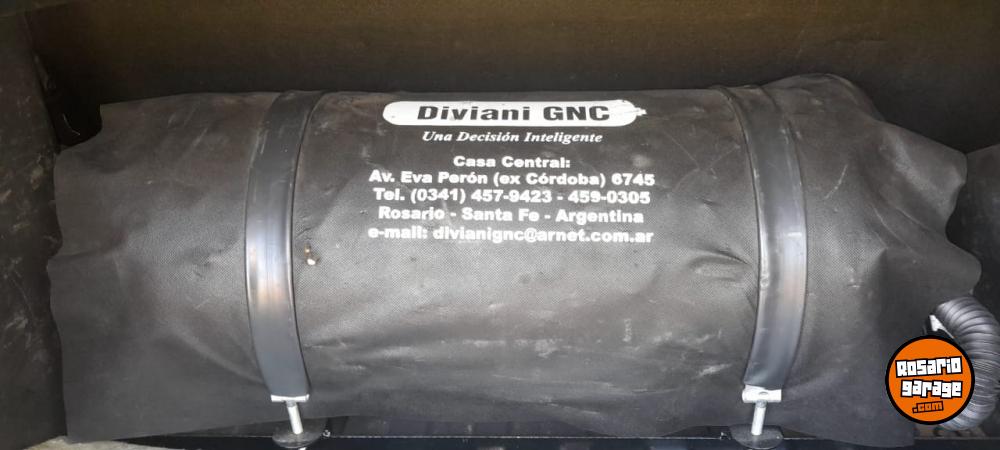 Diviani GNC
Una Decisión Inteligente
Casa Central:
Av. Eva Perón (ex Córdoba) 6745
Tel. (0341) 457-9423 - 459-0305
Rosario - Santa Fe - Argentina
e-mail: divianignc@arnet.com.ar
Rosario
garage
.com